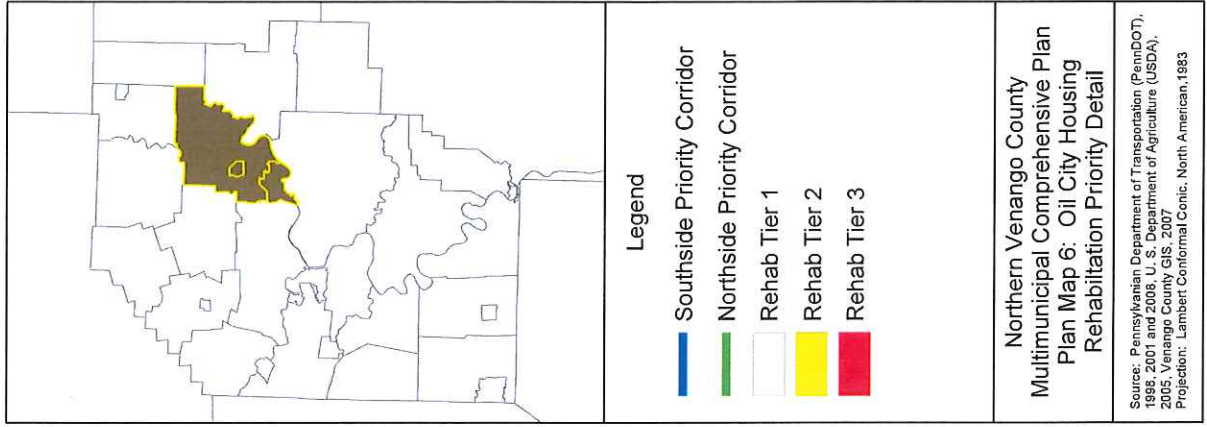 Legend
Southside Priority Corridor
Northside Priority Corridor
Rehab Tier 1
Rehab Tier 2
Rehab Tier 3
Northern Venango County
Multimunicipal Comprehensive Plan
Plan Map 6: Oil City Housing
Rehabilitation Priority Detail
Source: Pennsylvanian Department of Transportation (PennDOT),
1998, 2001 and 2008, U. S. Department of Agriculture (USDA),
2005, Venango County GIS, 2007
Projection: Lambert Conformal Conic, North American,1983